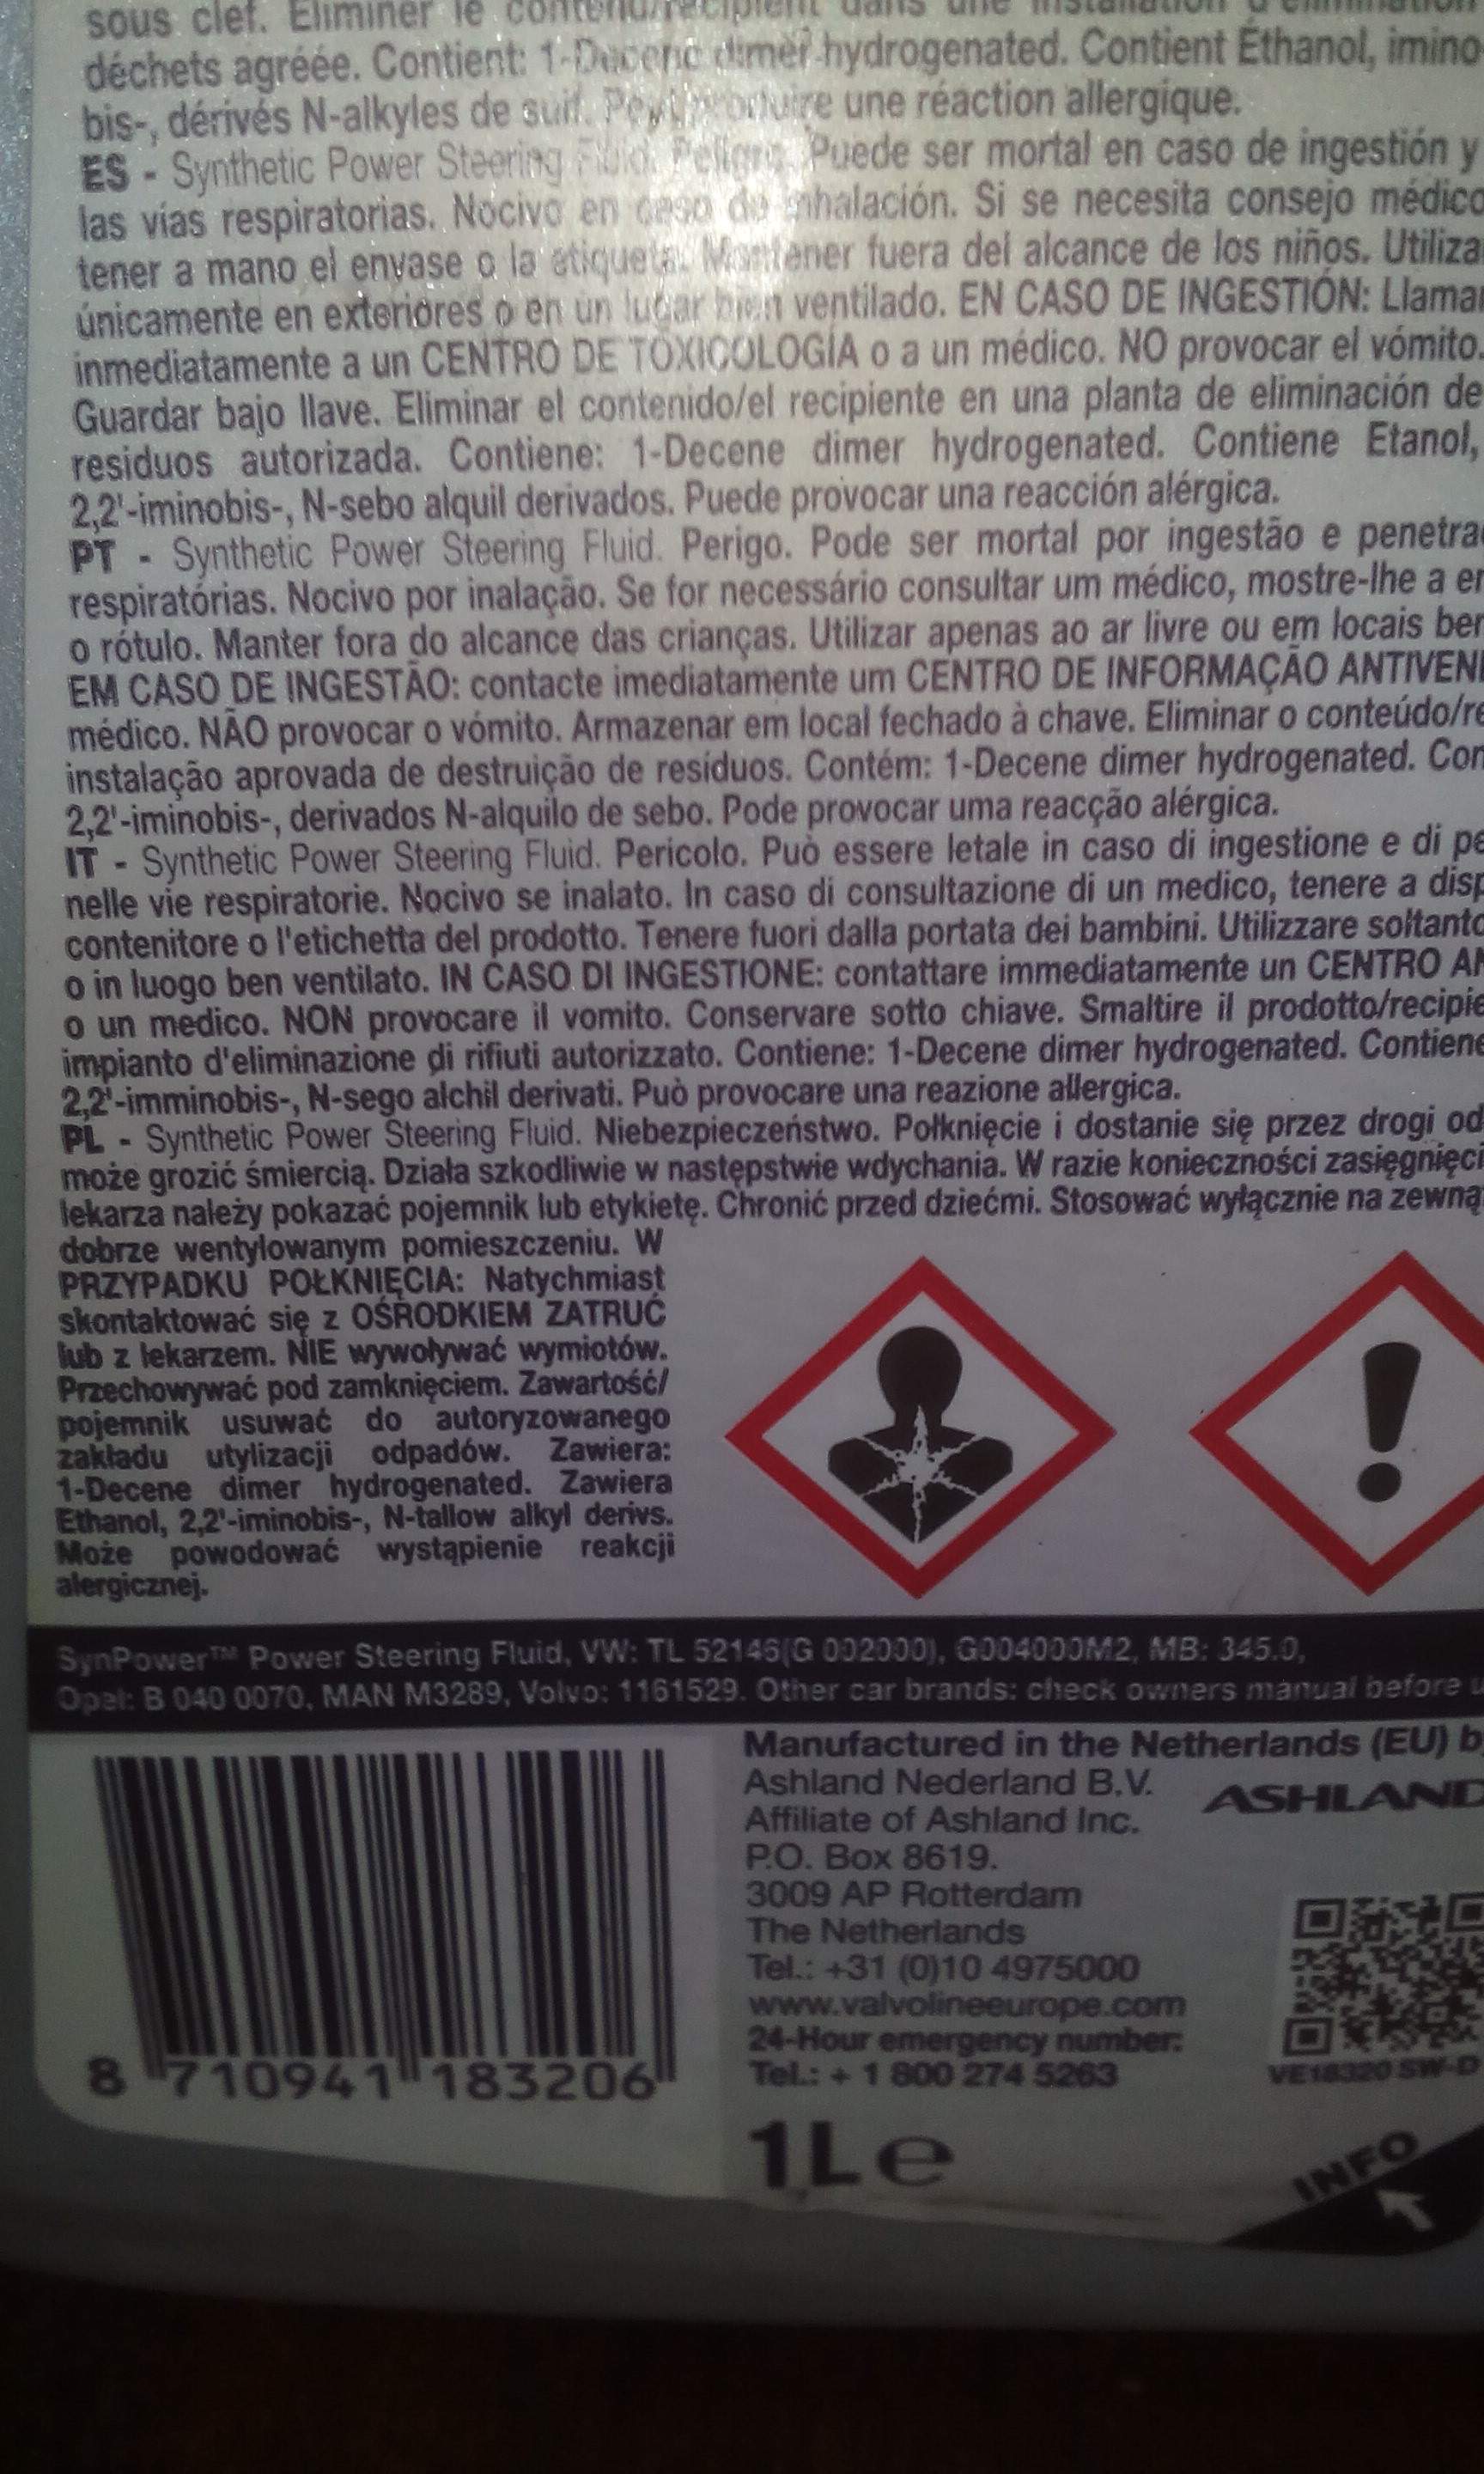 sous clef. Éliminer le contenu/récipient dans une installation d'élimination
déchets agréée. Contient: 1-Decene dimer hydrogenated. Contient Éthanol, imino
bis-, dérivés N-alkyles de suif. Peut produire une réaction allergique.
ES - Synthetic Power Steering Fluid. Peligro. Puede ser mortal en caso de ingestión y
las vías respiratorias. Nocivo en caso de inhalación. Si se necesita consejo médico
tener a mano el envase o la etiqueta. Mantener fuera del alcance de los niños. Utiliza
únicamente en exteriores o en un lugar bien ventilado. EN CASO DE INGESTIÓN: Llamar
inmediatamente a un CENTRO DE TOXICOLOGÍA o a un médico. NO provocar el vómito.
Guardar bajo llave. Eliminar el contenido/el recipiente en una planta de eliminación de
residuos autorizada. Contiene: 1-Decene dimer hydrogenated. Contiene Etanol,
2,2'-iminobis-, N-sebo alquil derivados. Puede provocar una reacción alérgica.
PT - Synthetic Power Steering Fluid. Perigo. Pode ser mortal por ingestão e penetra
respiratórias. Nocivo por inalação. Se for necessário consultar um médico, mostre-lhe a e
o rótulo. Manter fora do alcance das crianças. Utilizar apenas ao ar livre ou em locais be
EM CASO DE INGESTÃO: contacte imediatamente um CENTRO DE INFORMAÇÃO ANTIVEN
médico. NÃO provocar o vómito. Armazenar em local fechado à chave. Eliminar o conteúdo/re
instalação aprovada de destruição de resíduos. Contém: 1-Decene dimer hydrogenated. Con
2,2'-iminobis-, derivados N-alquilo de sebo. Pode provocar uma reacção alérgica.
IT - Synthetic Power Steering Fluid. Pericolo. Può essere letale in caso di ingestione e di pe
nelle vie respiratorie. Nocivo se inalato. In caso di consultazione di un medico, tenere a disp
contenitore o l'etichetta del prodotto. Tenere fuori dalla portata dei bambini. Utilizzare soltanto
o in luogo ben ventilato. IN CASO DI INGESTIONE: contattare immediatamente un CENTRO AN
o un medico. NON provocare il vomito. Conservare sotto chiave. Smaltire il prodotto/recipie
impianto d'eliminazione di rifiuti autorizzato. Contiene: 1-Decene dimer hydrogenated. Contiene
2,2'-imminobis-, N-sego alchil derivati. Può provocare una reazione allergica.
PL - Synthetic Power Steering Fluid. Niebezpieczeństwo. Połknięcie i dostanie się przez drogi od
może grozić śmiercią. Działa szkodliwie w następstwie wdychania. W razie konieczności zasięgnięci
lekarza należy pokazać pojemnik lub etykietę. Chronić przed dziećmi. Stosować wyłącznie na zewną
dobrze wentylowanym pomieszczeniu. W
PRZYPADKU POŁKNIĘCIA: Natychmiast
skontaktować się z OŚRODKIEM ZATRUĆ
lub z lekarzem. NIE wywoływać wymiotów.
Przechowywać pod zamknięciem. Zawartość/
pojemnik usuwać do autoryzowanego
zakładu utylizacji odpadów. Zawiera:
1-Decene dimer hydrogenated. Zawiera
Ethanol, 2,2'-iminobis-, N-tallow alkyl derivs.
Może powodować wystąpienie reakcji
alergicznej.
SynPower™ Power Steering Fluid, VW: TL 52146(G 002000), G004000M2, MB: 345.0,
Opel: B 040 0070, MAN M3289, Volvo: 1161529. Other car brands: check owners manual before u
Manufactured in the Netherlands (EU) b
Ashland Nederland B.V.
Affiliate of Ashland Inc.
P.O. Box 8619.
3009 AP Rotterdam
The Netherlands
Tel.: +31 (0)10 4975000
www.valvolineeurope.com
24-Hour emergency number:
Tel.: + 1 800 274 5263
ASHLAND
VE18320 SW-D
8 710941 183206
1L e
INFO